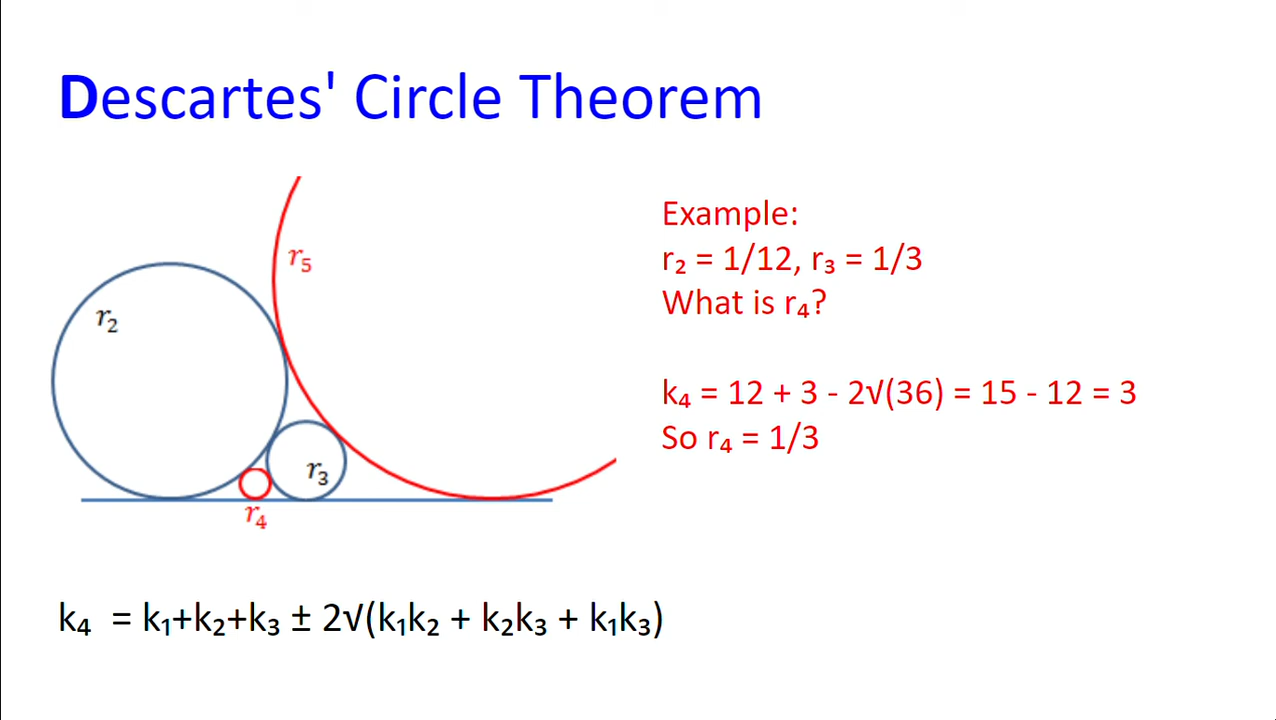 Descartes' Circle Theorem
r₅
r₂
r₃
r₄
Example:
r₂ = 1/12, r₃ = 1/3
What is r₄?
k₄ = 12 + 3 - 2√(36) = 15 - 12 = 3
So r₄ = 1/3
k₄ = k₁+k₂+k₃ ± 2√(k₁k₂ + k₂k₃ + k₁k₃)